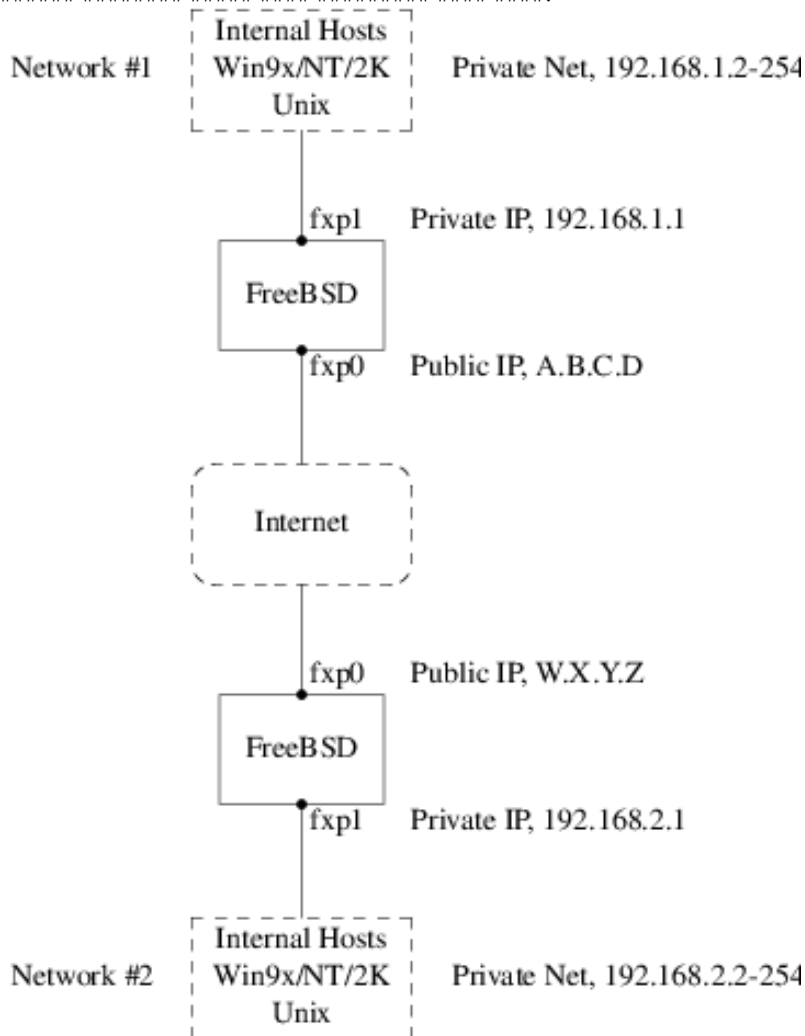 Internal Hosts
Network #1 Win9x/NT/2K Private Net, 192.168.1.2-254
Unix
fxp1 Private IP, 192.168.1.1
FreeBSD
fxp0 Public IP, A.B.C.D
Internet
fxp0 Public IP, W.X.Y.Z
FreeBSD
fxp1 Private IP, 192.168.2.1
Internal Hosts
Network #2 Win9x/NT/2K Private Net, 192.168.2.2-254
Unix